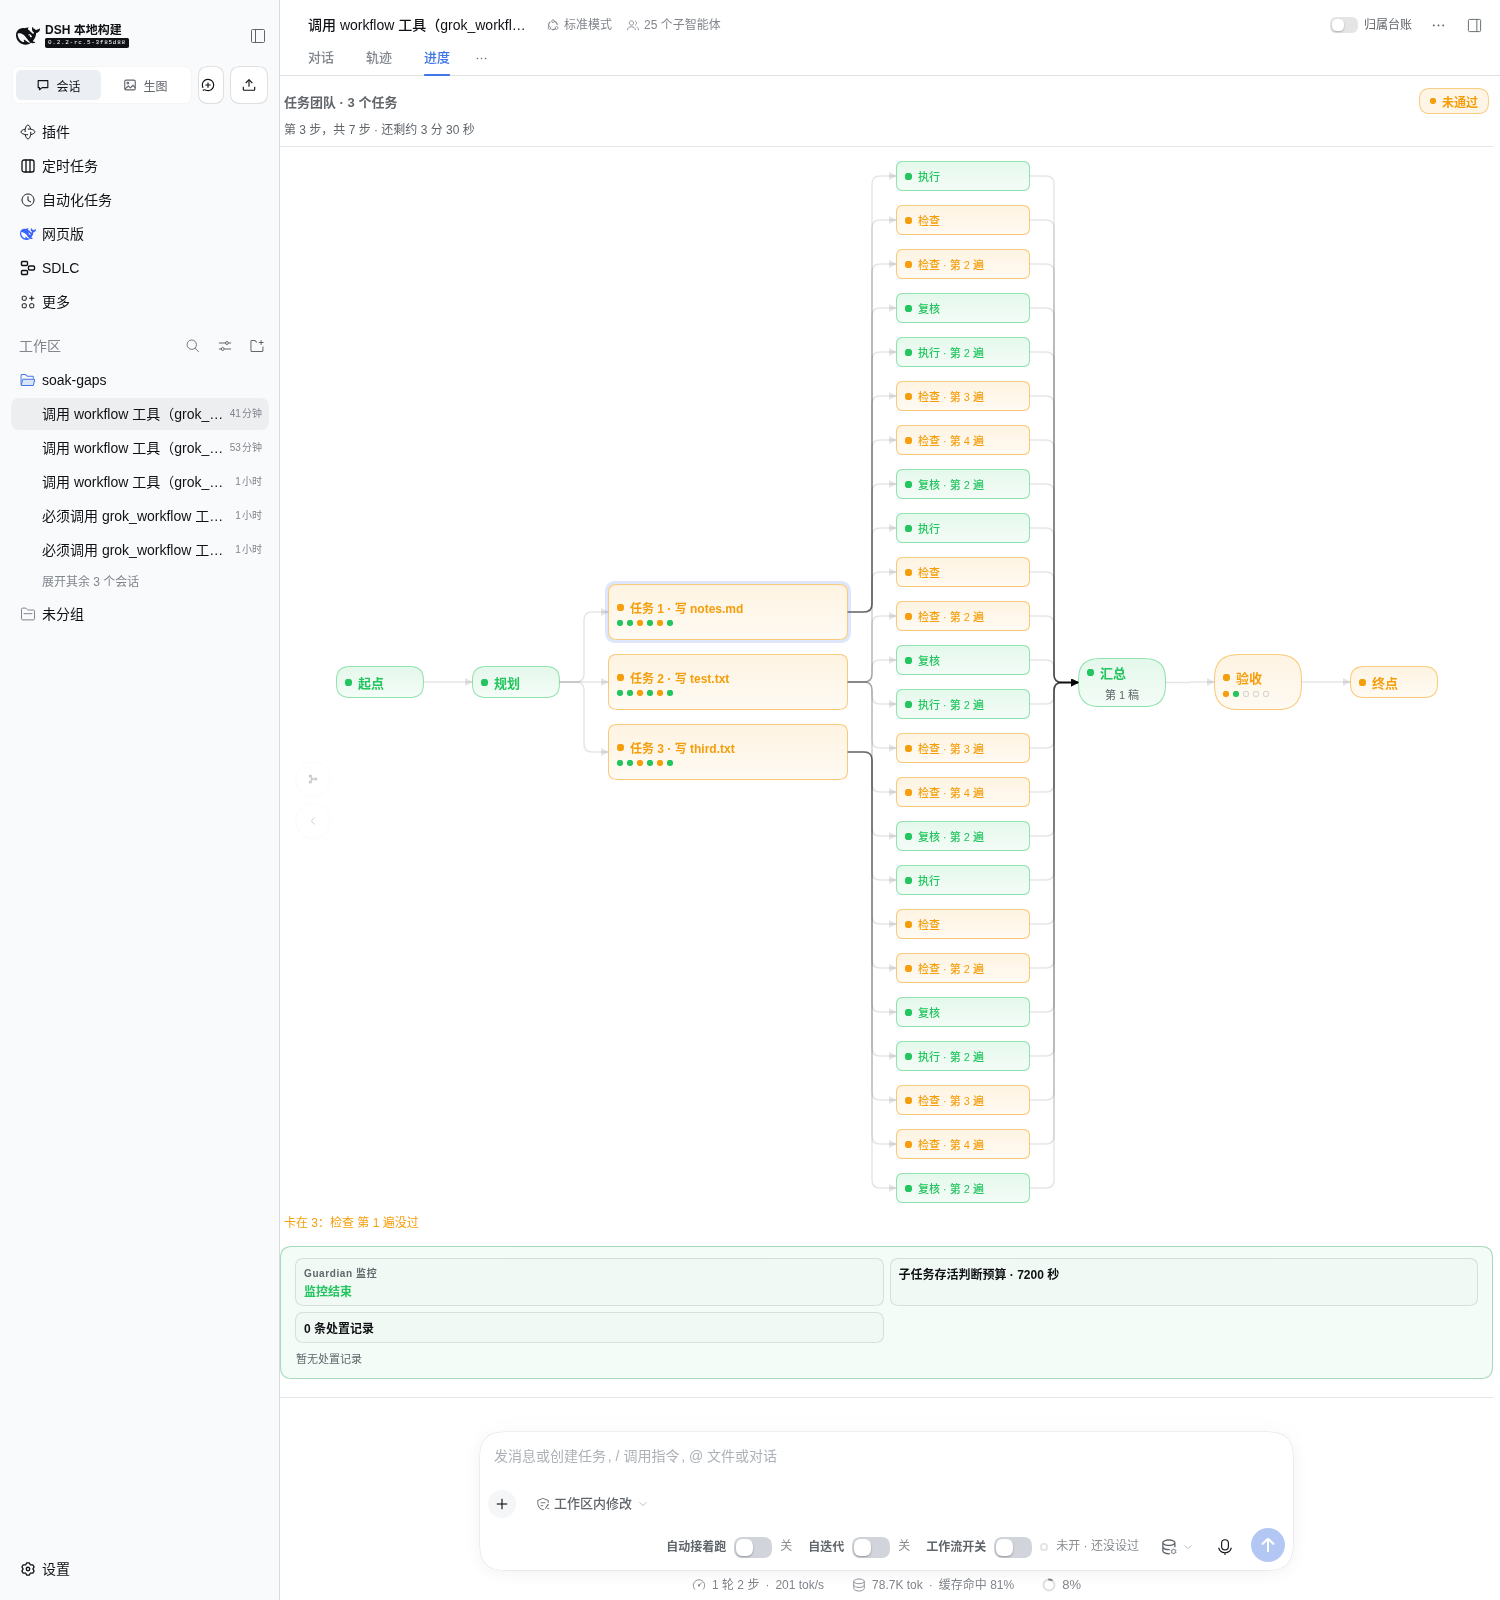 DSH 本地构建
0.2.2-rc.5-3f85d88
会话
生图
插件
定时任务
自动化任务
网页版
SDLC
更多
工作区
soak-gaps
调用 workflow 工具（grok_… 41分钟
调用 workflow 工具（grok_… 53分钟
调用 workflow 工具（grok_… 1小时
必须调用 grok_workflow 工… 1小时
必须调用 grok_workflow 工… 1小时
展开其余 3 个会话
未分组
设置
调用 workflow 工具（grok_workfl… 标准模式 25 个子智能体 归属台账
对话 轨迹 进度
任务团队 · 3 个任务 未通过
第 3 步，共 7 步 · 还剩约 3 分 30 秒
起点
规划
任务 1 · 写 notes.md
任务 2 · 写 test.txt
任务 3 · 写 third.txt
执行
检查
检查 · 第 2 遍
复核
执行 · 第 2 遍
检查 · 第 3 遍
检查 · 第 4 遍
复核 · 第 2 遍
执行
检查
检查 · 第 2 遍
复核
执行 · 第 2 遍
检查 · 第 3 遍
检查 · 第 4 遍
复核 · 第 2 遍
执行
检查
检查 · 第 2 遍
复核
执行 · 第 2 遍
检查 · 第 3 遍
检查 · 第 4 遍
复核 · 第 2 遍
汇总
第 1 稿
验收
终点
卡在 3：检查 第 1 遍没过
Guardian 监控
监控结束
子任务存活判断预算 · 7200 秒
0 条处置记录
暂无处置记录
发消息或创建任务，/ 调用指令，@ 文件或对话
工作区内修改
自动接着跑 关 自迭代 关 工作流开关 未开 · 还没设过
1 轮 2 步 · 201 tok/s 78.7K tok · 缓存命中 81% 8%